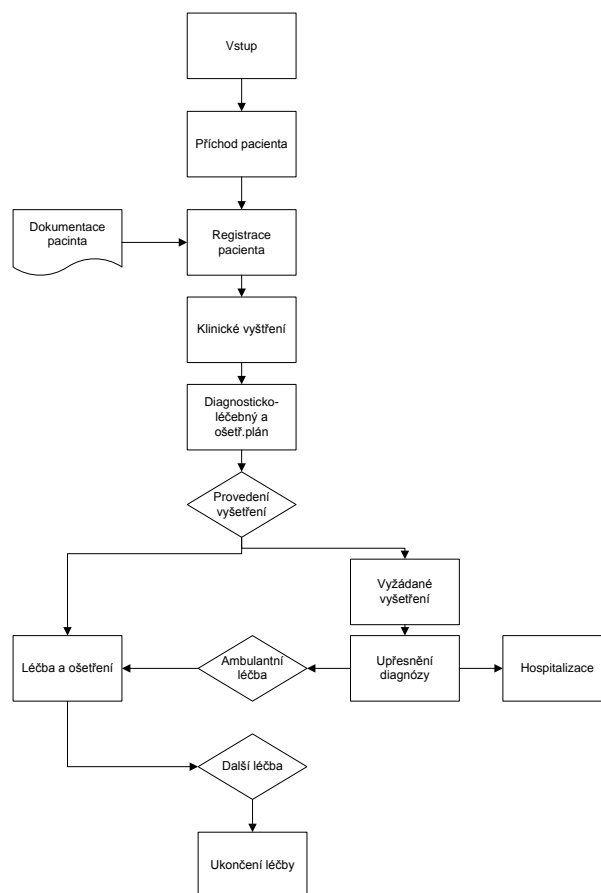 Vstup
Příchod pacienta
Dokumentace
pacinta
Registrace
pacienta
Klinické vyštření
Diagnosticko-
léčebný a
ošetř.plán
Provedení
vyšetření
Vyžádané
vyšetření
Léčba a ošetření
Ambulantní
léčba
Upřesnění
diagnózy
Hospitalizace
Další léčba
Ukončení léčby